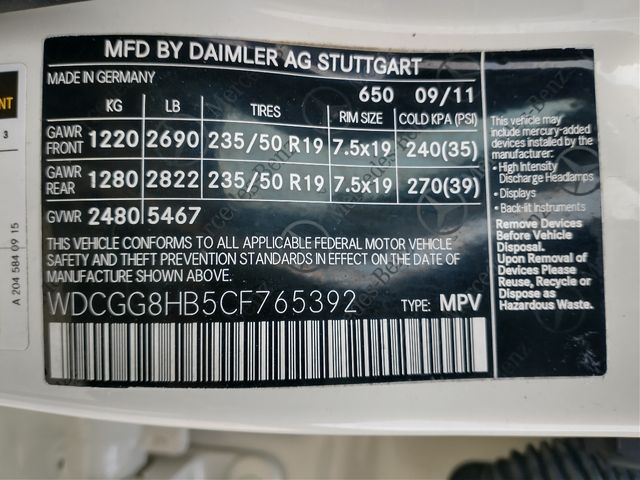 MFD BY DAIMLER AG STUTTGART
MADE IN GERMANY
650 09/11
KG LB TIRES RIM SIZE COLD KPA (PSI)
GAWR FRONT 1220 2690 235/50 R19 7.5x19 240(35)
GAWR REAR 1280 2822 235/50 R19 7.5x19 270(39)
GVWR 2480 5467
THIS VEHICLE CONFORMS TO ALL APPLICABLE FEDERAL MOTOR VEHICLE
SAFETY AND THEFT PREVENTION STANDARDS IN EFFECT ON THE DATE OF
MANUFACTURE SHOWN ABOVE.
WDCGG8HB5CF765392 TYPE: MPV
This vehicle may
include mercury-added
devices installed by the
manufacturer:
• High Intensity
Discharge Headlamps
• Displays
• Back-lit Instruments
Remove Devices
Before Vehicle
Disposal.
Upon Removal of
Devices Please
Reuse, Recycle or
Dispose as
Hazardous Waste.
A 204 584 09 15
3
Mercedes-Benz